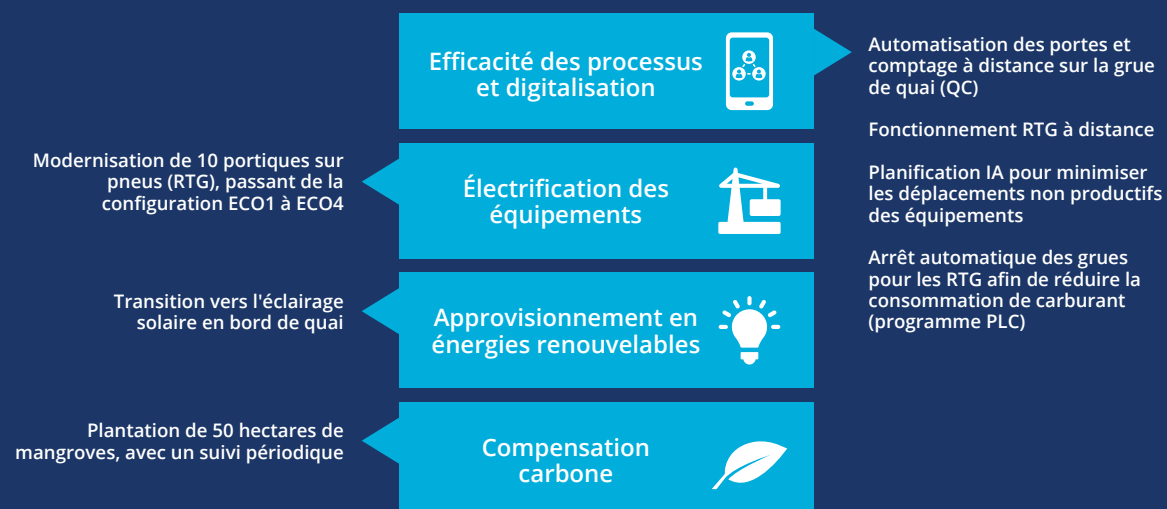 Efficacité des processus
et digitalisation
Automatisation des portes et
comptage à distance sur la grue
de quai (QC)
Fonctionnement RTG à distance
Planification IA pour minimiser
les déplacements non productifs
des équipements
Arrêt automatique des grues
pour les RTG afin de réduire la
consommation de carburant
(programme PLC)
Modernisation de 10 portiques sur
pneus (RTG), passant de la
configuration ECO1 à ECO4
Électrification des
équipements
Transition vers l'éclairage
solaire en bord de quai
Approvisionnement en
énergies renouvelables
Plantation de 50 hectares de
mangroves, avec un suivi périodique
Compensation
carbone